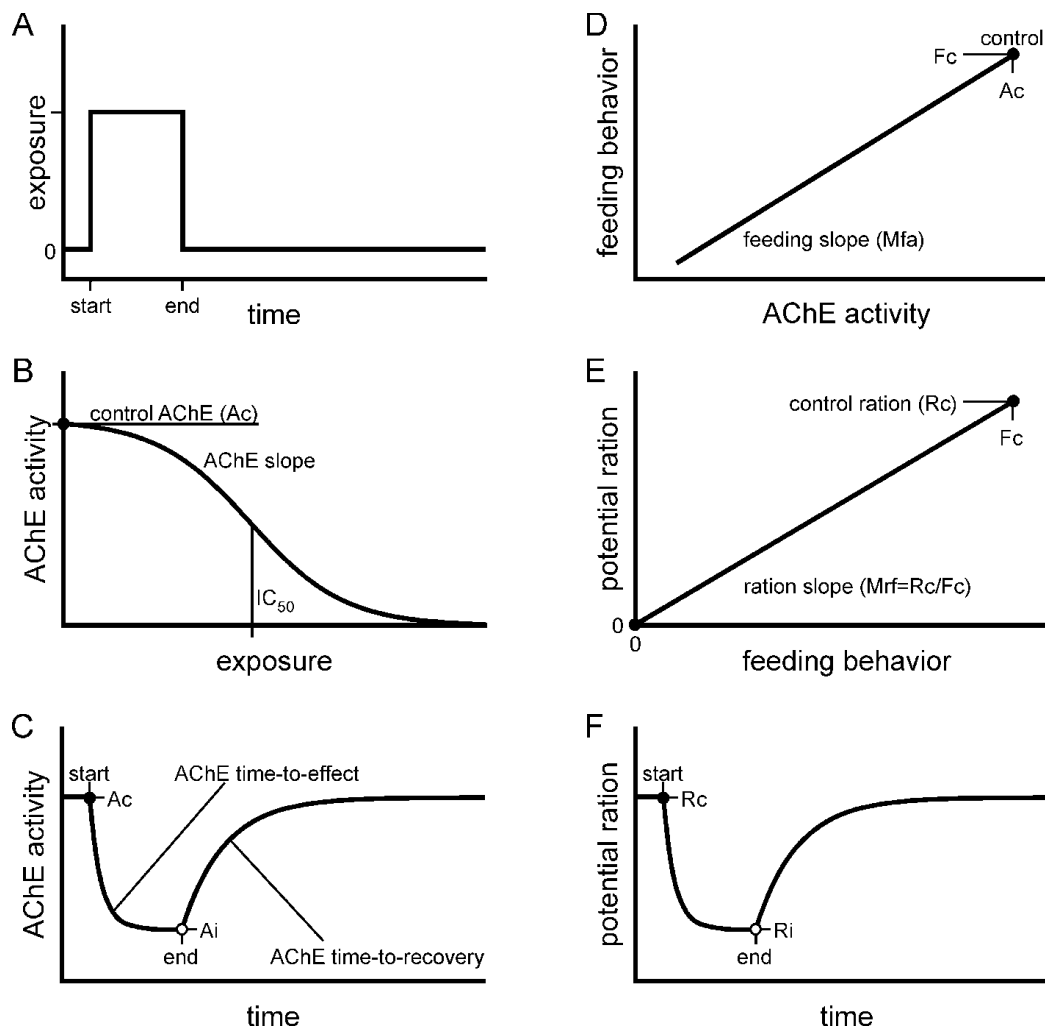 A
exposure
0
start
end
time
B
control AChE (Ac)
AChE slope
AChE activity
IC50
exposure
C
start
AChE time-to-effect
Ac
AChE activity
Ai
end
AChE time-to-recovery
time
D
control
Fc
Ac
feeding behavior
feeding slope (Mfa)
AChE activity
E
control ration (Rc)
Fc
potential ration
ration slope (Mrf=Rc/Fc)
0
0
feeding behavior
F
start
Rc
potential ration
Ri
end
time